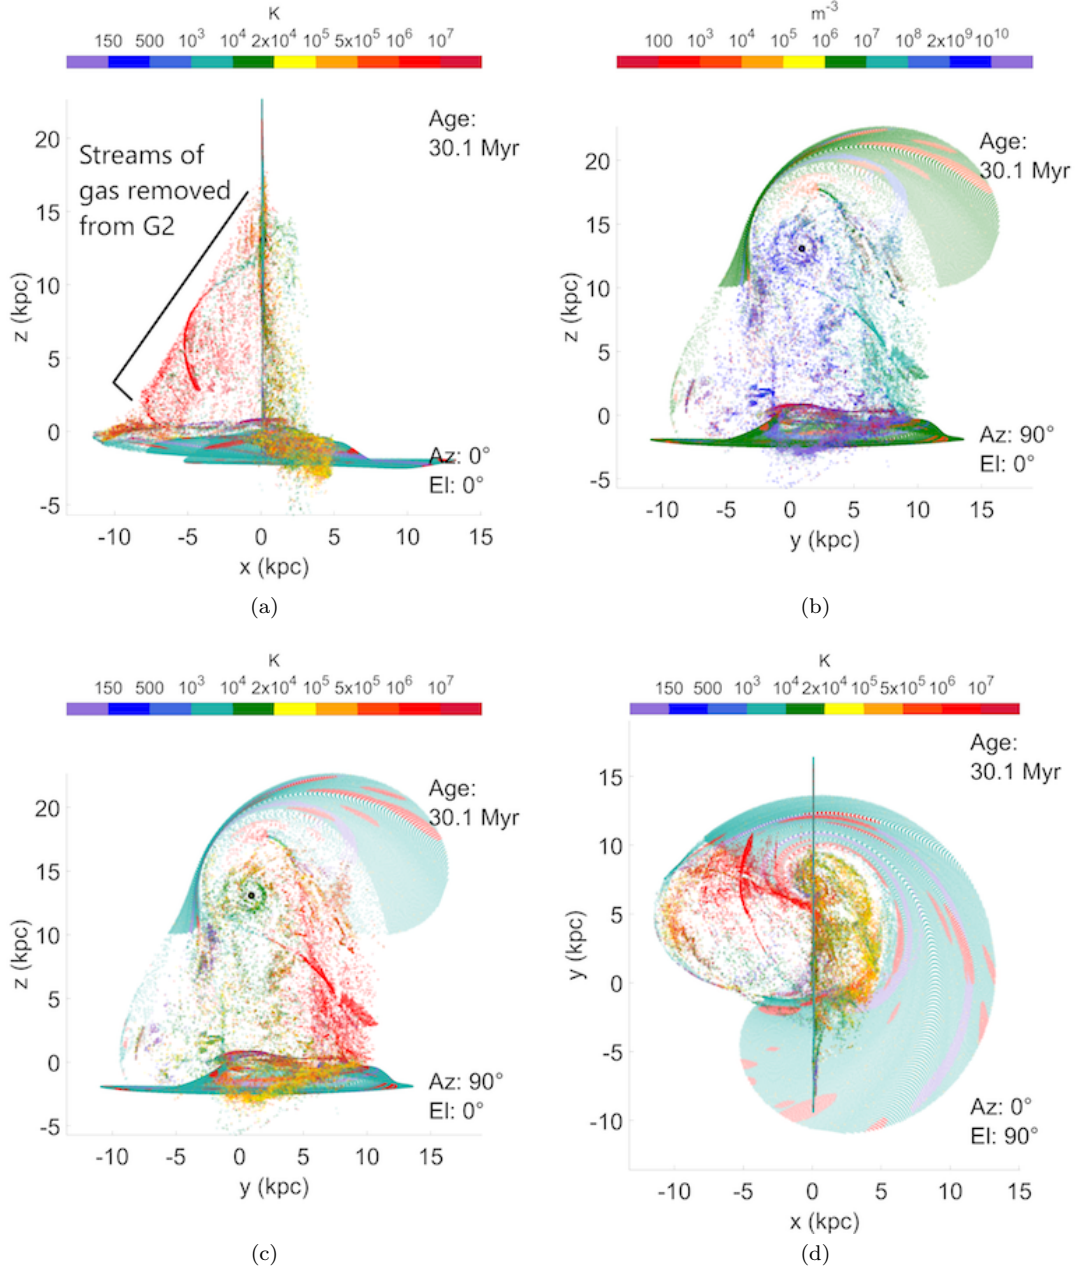 K
150 500 10³ 10⁴ 2x10⁴ 10⁵ 5x10⁵ 10⁶ 10⁷
Age:
30.1 Myr
Streams of
gas removed
from G2
20
15
10
5
0
-5
z (kpc)
Az: 0°
El: 0°
-10 -5 0 5 10 15
x (kpc)
(a)
m⁻³
100 10³ 10⁴ 10⁵ 10⁶ 10⁷ 10⁸ 2x10⁹ 10¹⁰
Age:
30.1 Myr
20
15
10
5
0
-5
z (kpc)
Az: 90°
El: 0°
-10 -5 0 5 10 15
y (kpc)
(b)
K
150 500 10³ 10⁴ 2x10⁴ 10⁵ 5x10⁵ 10⁶ 10⁷
Age:
30.1 Myr
20
15
10
5
0
-5
z (kpc)
Az: 90°
El: 0°
-10 -5 0 5 10 15
y (kpc)
(c)
K
150 500 10³ 10⁴ 2x10⁴ 10⁵ 5x10⁵ 10⁶ 10⁷
Age:
30.1 Myr
15
10
5
0
-5
-10
y (kpc)
Az: 0°
El: 90°
-10 -5 0 5 10 15
x (kpc)
(d)